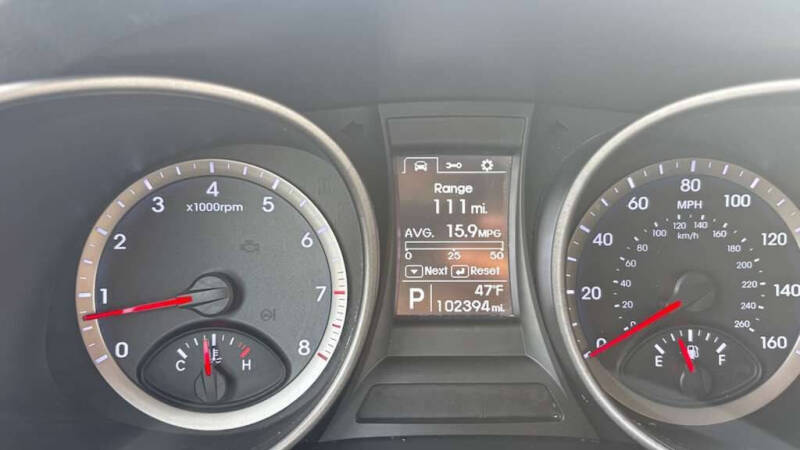 4
3 5
x1000rpm
2 6
1 7
0 8
C H
Range
111 mi.
AVG. 15.9 MPG
0 25 50
Next Reset
P 47°F
102394 mi.
80
60 100
MPH
40 120
20 140
0 160
120 140
100 160
km/h
80
60
40
20
0
220
240
260
E F